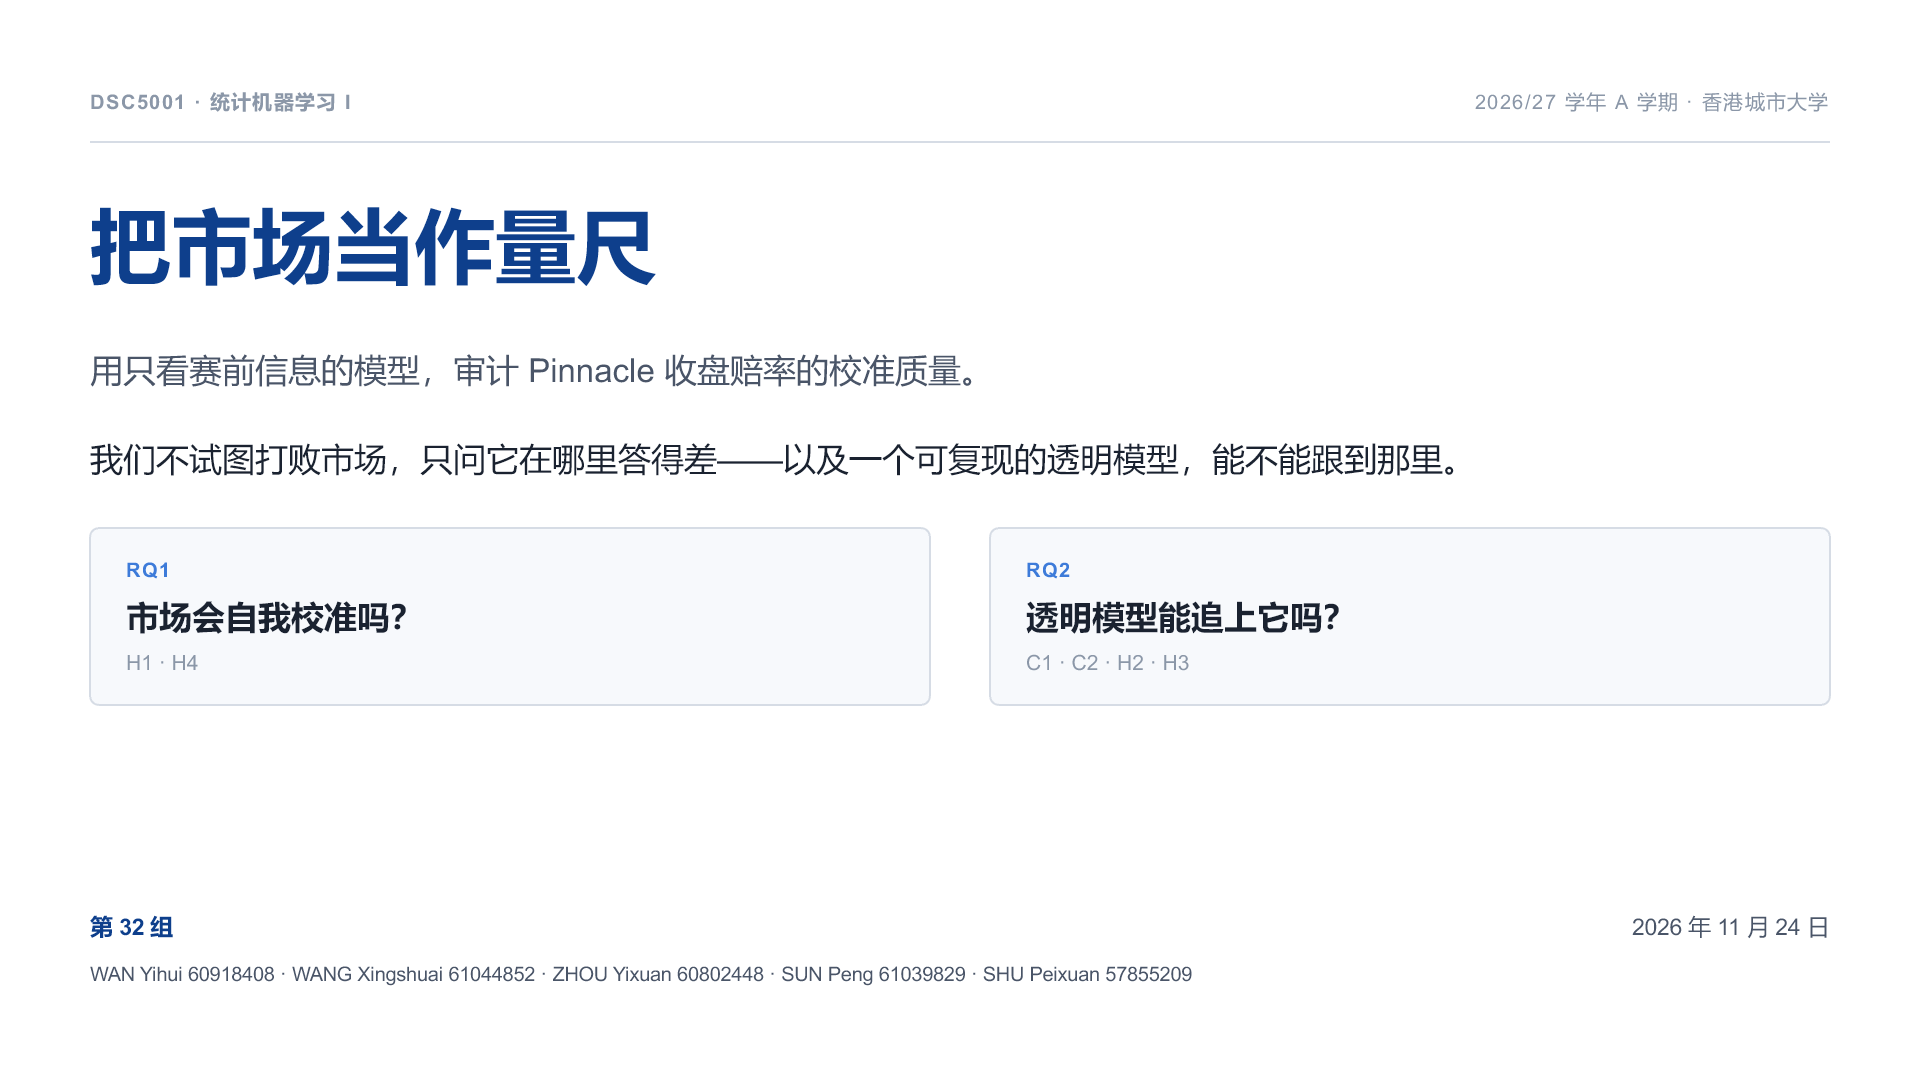 DSC5001 · 统计机器学习 I
2026/27 学年 A 学期 · 香港城市大学
把市场当作量尺
用只看赛前信息的模型，审计 Pinnacle 收盘赔率的校准质量。
我们不试图打败市场，只问它在哪里答得差——以及一个可复现的透明模型，能不能跟到那里。
RQ1
市场会自我校准吗？
H1 · H4
RQ2
透明模型能追上它吗？
C1 · C2 · H2 · H3
第 32 组
2026 年 11 月 24 日
WAN Yihui 60918408 · WANG Xingshuai 61044852 · ZHOU Yixuan 60802448 · SUN Peng 61039829 · SHU Peixuan 57855209